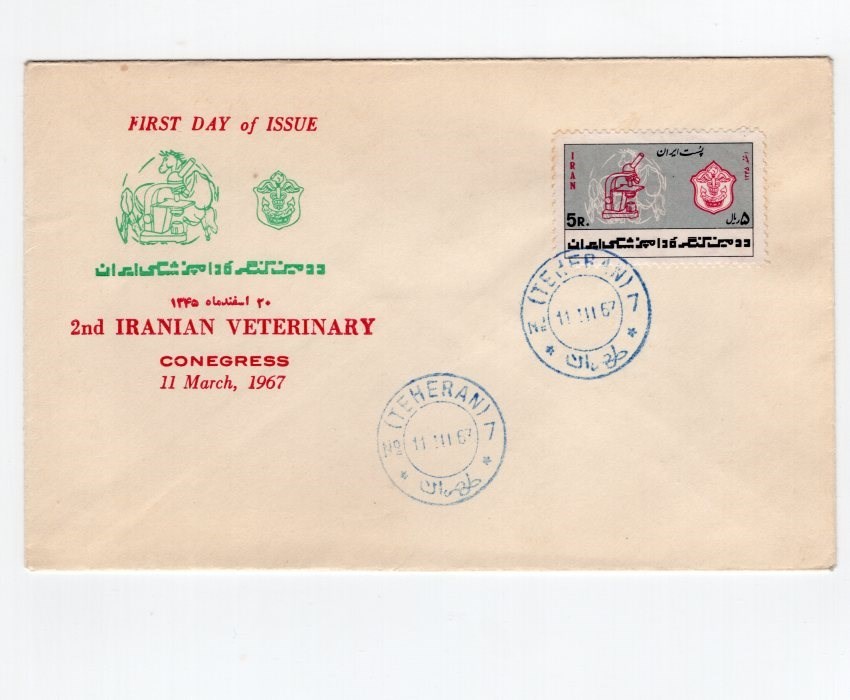 FIRST DAY of ISSUE
دومین کنگره دامپزشکی ایران
۲۰ اسفندماه ۱۳۴۵
2nd IRANIAN VETERINARY
CONEGRESS
11 March, 1967
IRAN
پست ایران
5R.
۵ ریال
دومین کنگره دامپزشکی ایران
(TEHERAN)
No 11 III 67 7
طهران
(TEHERAN)
No 11 III 67 7
طهران